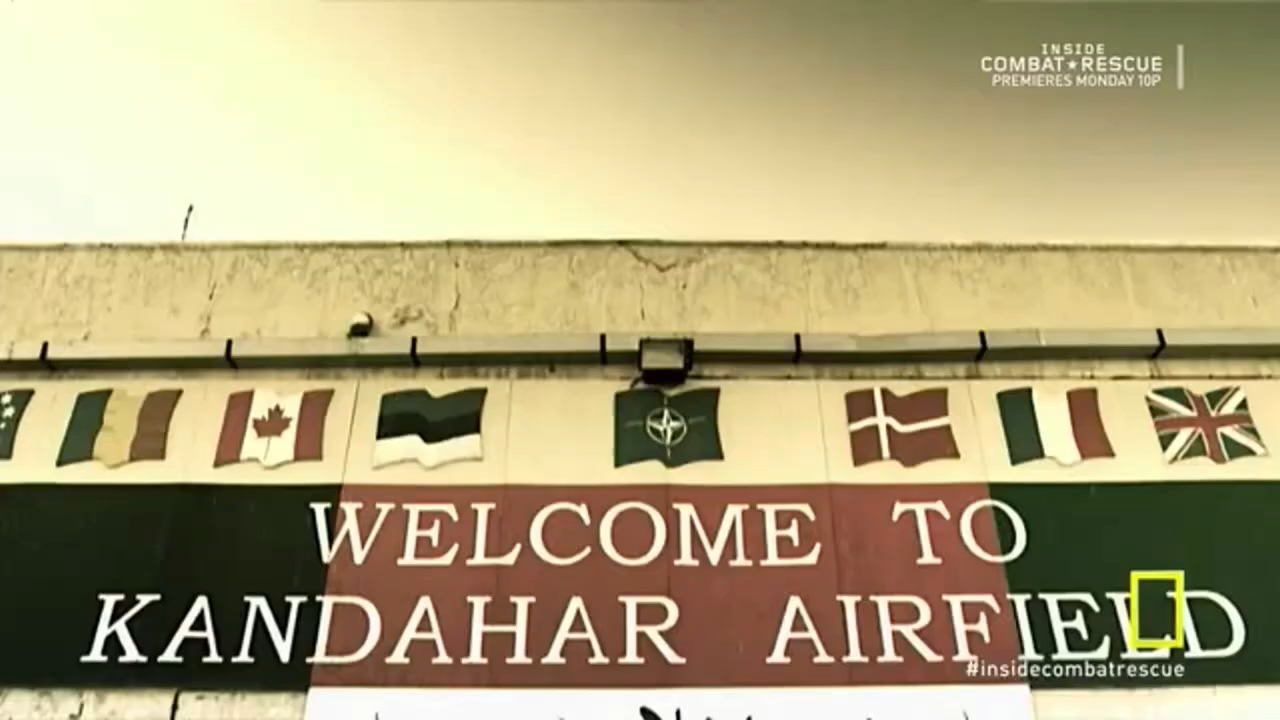 INSIDE
COMBAT★RESCUE
PREMIERES MONDAY 10P
WELCOME TO
KANDAHAR AIRFIELD
#insidecombatrescue